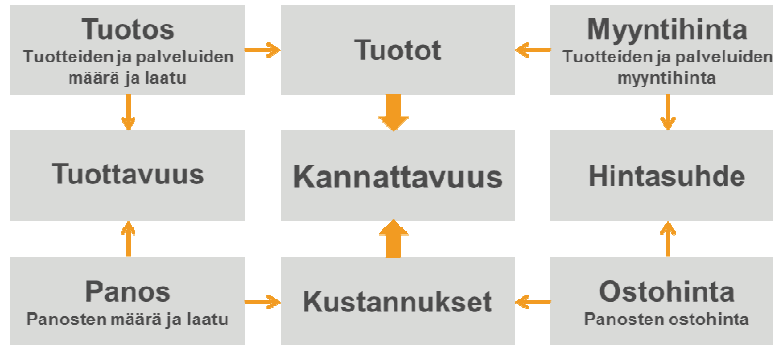 Tuotos
Tuotteiden ja palveluiden
määrä ja laatu
Tuotot
Myyntihinta
Tuotteiden ja palveluiden
myyntihinta
Tuottavuus
Kannattavuus
Hintasuhde
Panos
Panosten määrä ja laatu
Kustannukset
Ostohinta
Panosten ostohinta